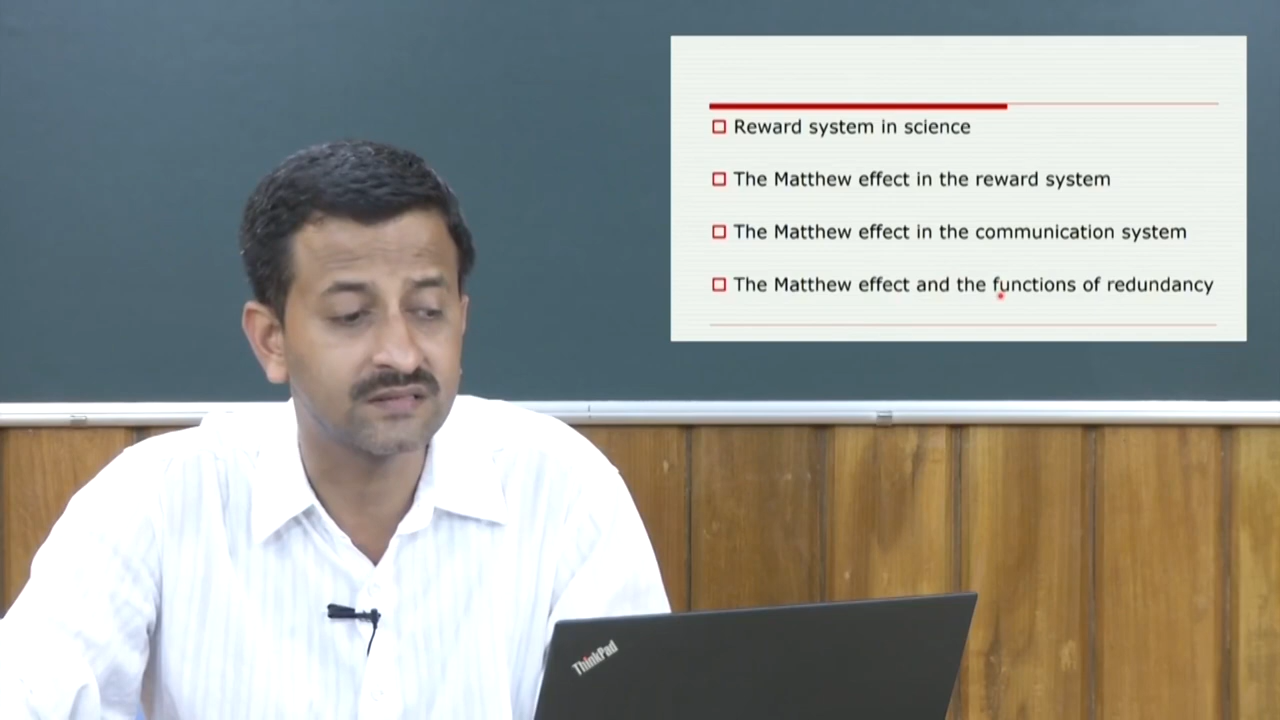 Reward system in science
The Matthew effect in the reward system
The Matthew effect in the communication system
The Matthew effect and the functions of redundancy
ThinkPad